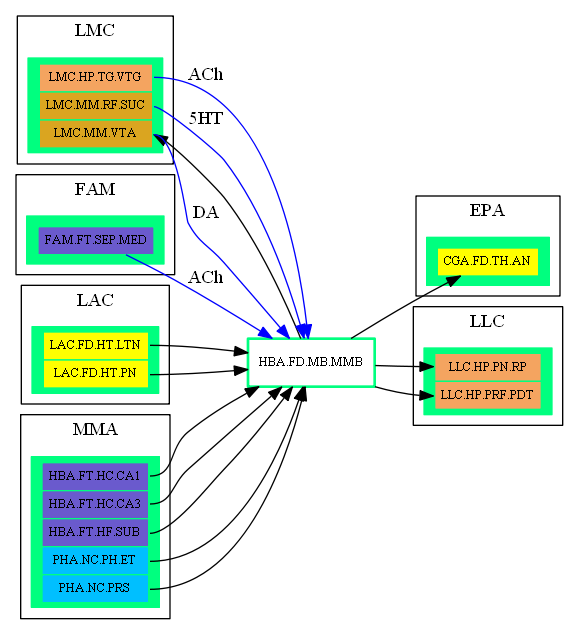 LMC
LMC.HP.TG.VTG
LMC.MM.RF.SUC
LMC.MM.VTA
ACh
5HT
DA
FAM
FAM.FT.SEP.MED
ACh
LAC
LAC.FD.HT.LTN
LAC.FD.HT.PN
MMA
HBA.FT.HC.CA1
HBA.FT.HC.CA3
HBA.FT.HF.SUB
PHA.NC.PH.ET
PHA.NC.PRS
HBA.FD.MB.MMB
EPA
CGA.FD.TH.AN
LLC
LLC.HP.PN.RP
LLC.HP.PRF.PDT